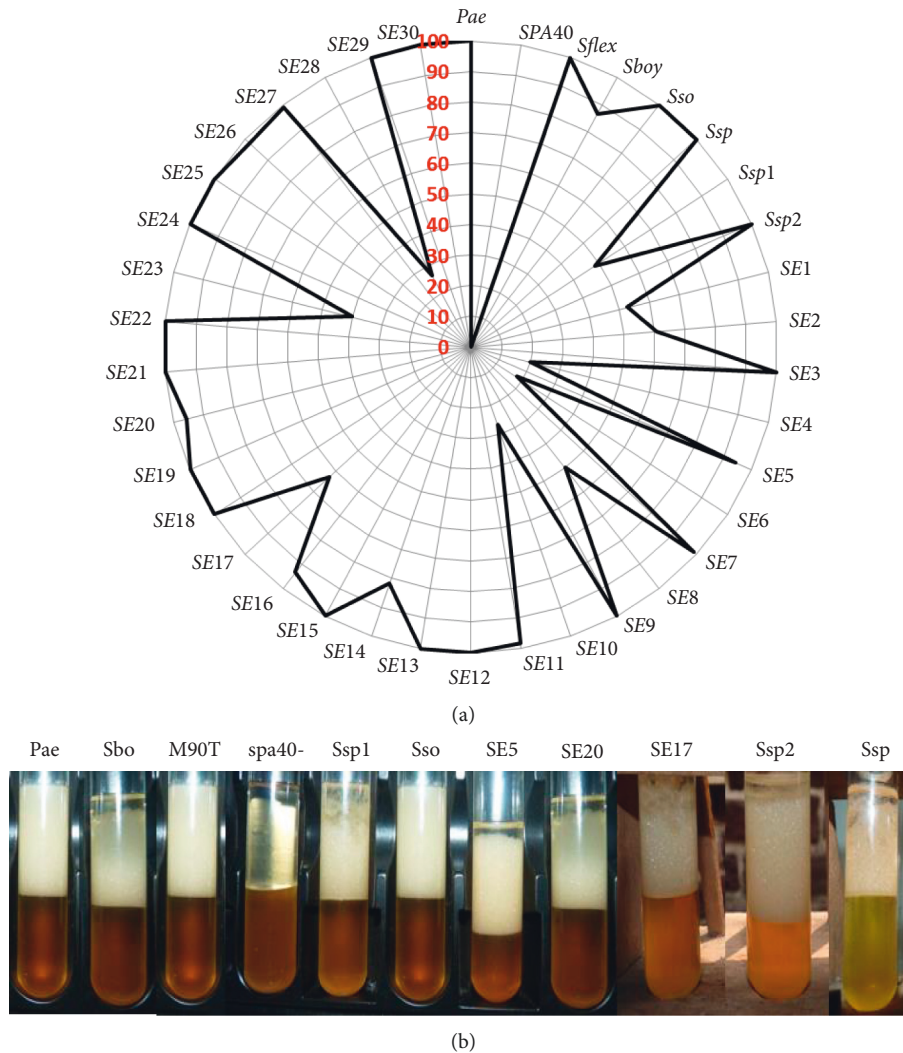 Pae
SPA40
Sflex
Sboy
Sso
Ssp
Ssp1
Ssp2
SE1
SE2
SE3
SE4
SE5
SE6
SE7
SE8
SE9
SE10
SE11
SE12
SE13
SE14
SE15
SE16
SE17
SE18
SE19
SE20
SE21
SE22
SE23
SE24
SE25
SE26
SE27
SE28
SE29
SE30
100
90
80
70
60
50
40
30
20
10
0
(a)
Pae Sbo M90T spa40- Ssp1 Sso SE5 SE20 SE17 Ssp2 Ssp
(b)